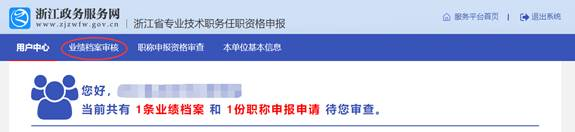 浙江政务服务网
www.zjzwfw.gov.cn
浙江省专业技术职务任职资格申报
服务平台首页 | 退出系统
用户中心 业绩档案审核 职称申报资格审查 本单位基本信息
您好,
当前共有 1条业绩档案 和 1份职称申报申请 待您审查。